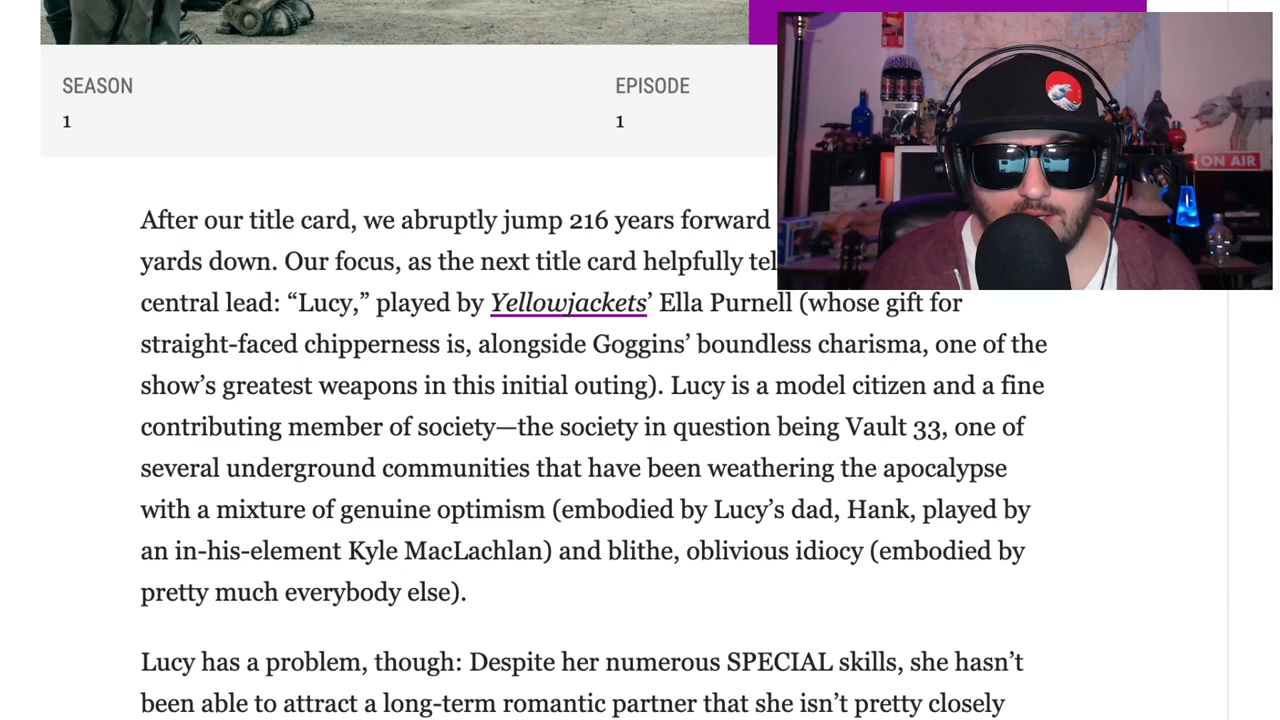 SEASON
EPISODE
1
1
ON AIR
After our title card, we abruptly jump 216 years forward
yards down. Our focus, as the next title card helpfully
central lead: “Lucy,” played by Yellowjackets’ Ella Purnell (whose gift for
straight-faced chipperness is, alongside Goggins’ boundless charisma, one of the
show’s greatest weapons in this initial outing). Lucy is a model citizen and a fine
contributing member of society—the society in question being Vault 33, one of
several underground communities that have been weathering the apocalypse
with a mixture of genuine optimism (embodied by Lucy’s dad, Hank, played by
an in-his-element Kyle MacLachlan) and blithe, oblivious idiocy (embodied by
pretty much everybody else).
Lucy has a problem, though: Despite her numerous SPECIAL skills, she hasn’t
been able to attract a long-term romantic partner that she isn’t pretty closely